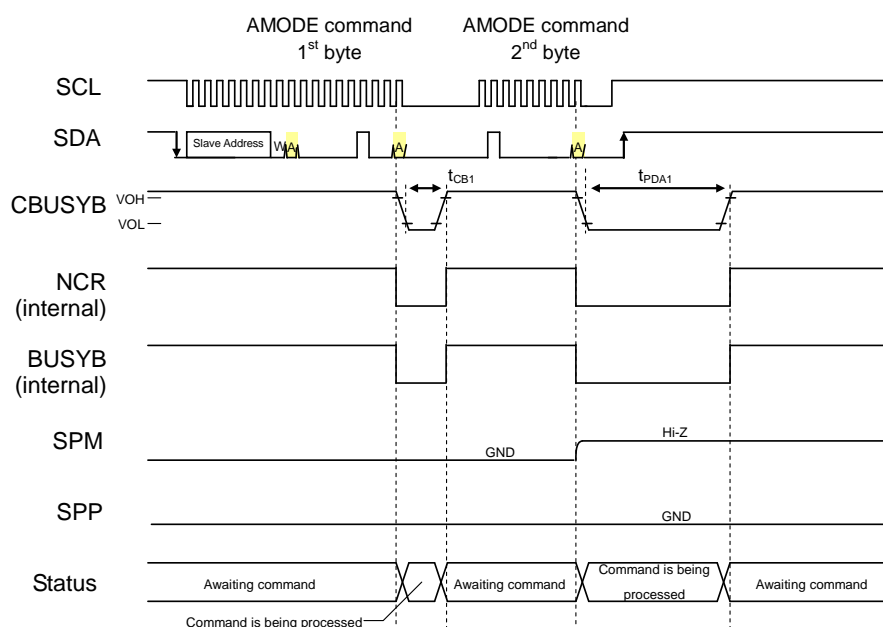 AMODE command
1st byte
AMODE command
2nd byte
SCL
SDA
Slave Address
W
A
A
A
tCB1
tPDA1
CBUSYB
VOH
VOL
NCR
(internal)
BUSYB
(internal)
SPM
GND
Hi-Z
SPP
GND
Status
Awaiting command
Awaiting command
Command is being
processed
Awaiting command
Command is being processed